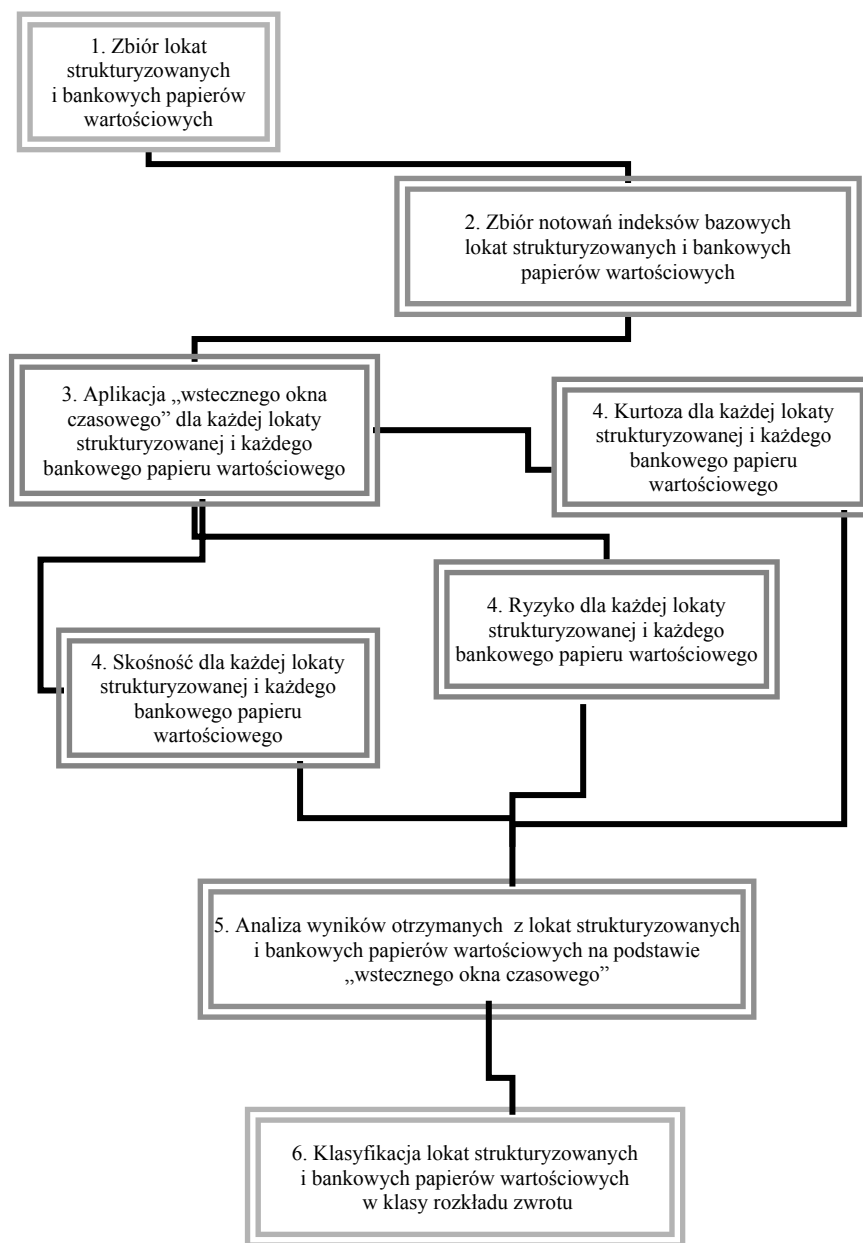 1. Zbiór lokat
strukturyzowanych
i bankowych papierów
wartościowych
2. Zbiór notowań indeksów bazowych
lokat strukturyzowanych i bankowych
papierów wartościowych
3. Aplikacja „wstecznego okna
czasowego” dla każdej lokaty
strukturyzowanej i każdego
bankowego papieru wartościowego
4. Kurtoza dla każdej lokaty
strukturyzowanej i każdego
bankowego papieru
wartościowego
4. Ryzyko dla każdej lokaty
strukturyzowanej i każdego
bankowego papieru wartościowego
4. Skośność dla każdej lokaty
strukturyzowanej i każdego
bankowego papieru
wartościowego
5. Analiza wyników otrzymanych z lokat strukturyzowanych
i bankowych papierów wartościowych na podstawie
„wstecznego okna czasowego”
6. Klasyfikacja lokat strukturyzowanych
i bankowych papierów wartościowych
w klasy rozkładu zwrotu